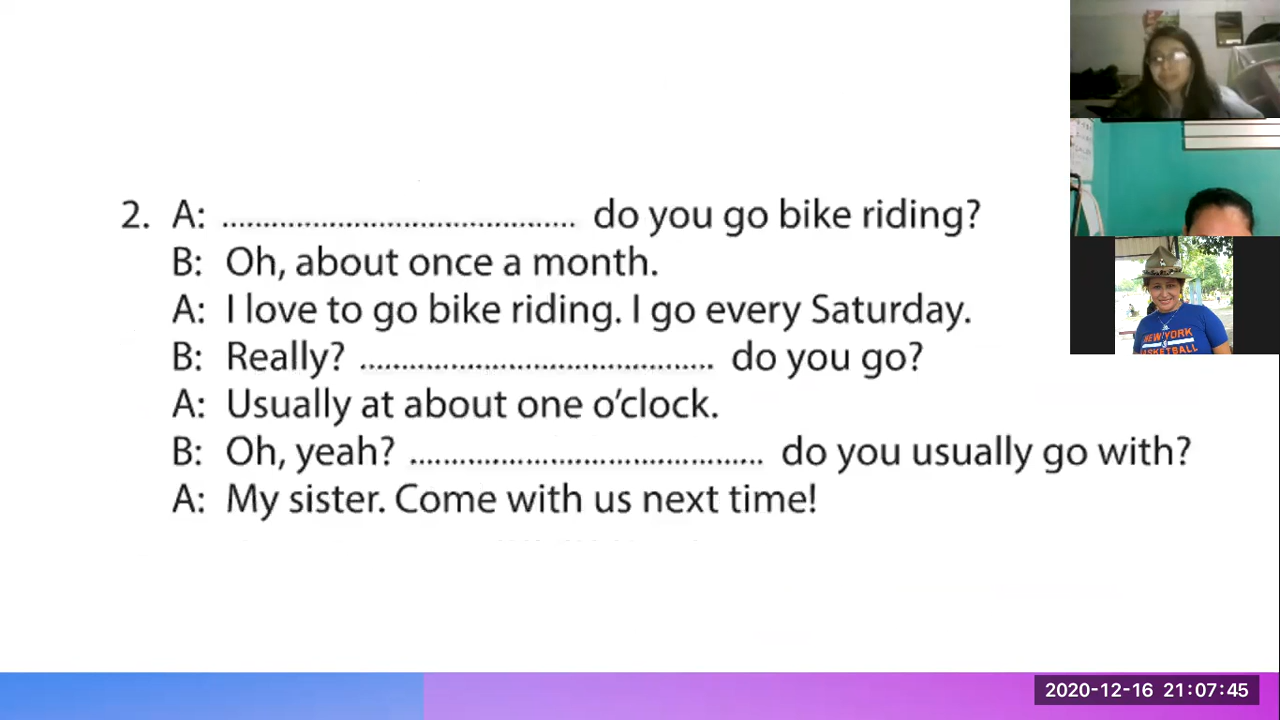 2. A: ........................................ do you go bike riding?
B: Oh, about once a month.
A: I love to go bike riding. I go every Saturday.
B: Really? ........................................ do you go?
A: Usually at about one o’clock.
B: Oh, yeah? ........................................ do you usually go with?
A: My sister. Come with us next time!
NEW YORK
BASKETBALL
2020-12-16 21:07:45